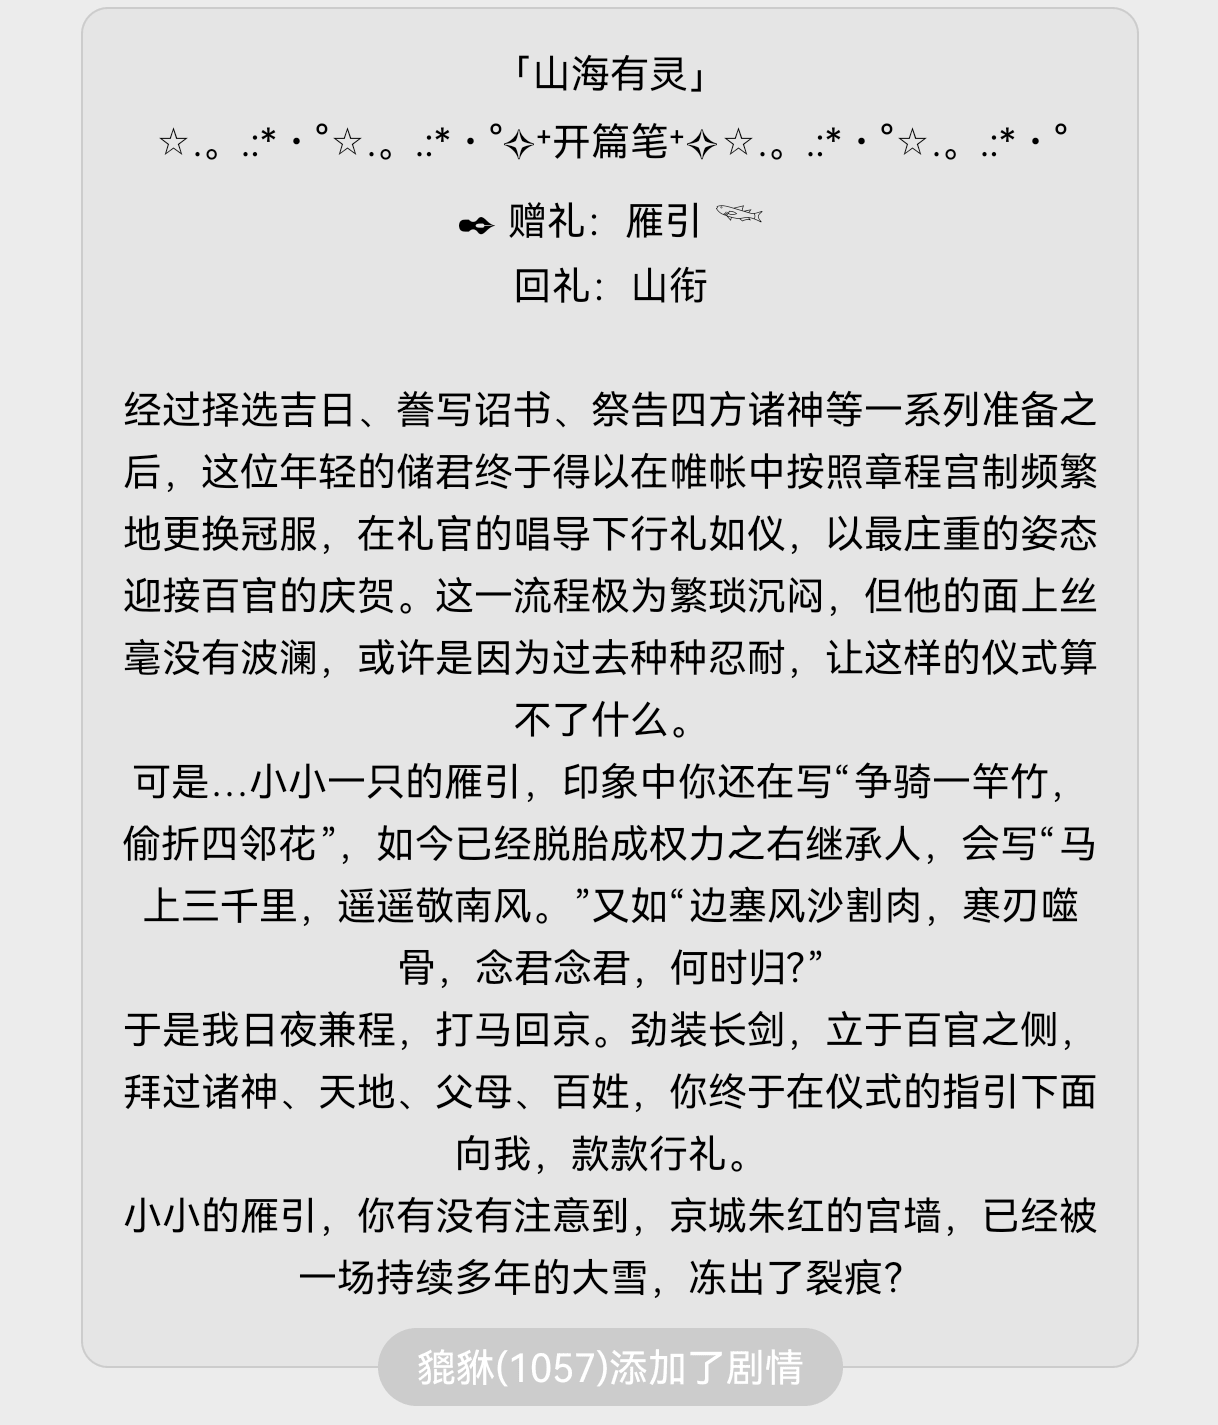 「山海有灵」
☆.。.:*・°☆.。.:*・°✧⁺开篇笔⁺✧☆.。.:*・°☆.。.:*・°
✒ 赠礼：雁引 𓆝
回礼：山衔
经过择选吉日、誊写诏书、祭告四方诸神等一系列准备之
后，这位年轻的储君终于得以在帷帐中按照章程宫制频繁
地更换冠服，在礼官的唱导下行礼如仪，以最庄重的姿态
迎接百官的庆贺。这一流程极为繁琐沉闷，但他的面上丝
毫没有波澜，或许是因为过去种种忍耐，让这样的仪式算
不了什么。
可是…小小一只的雁引，印象中你还在写“争骑一竿竹，
偷折四邻花”，如今已经脱胎成权力之右继承人，会写“马
上三千里，遥遥敬南风。”又如“边塞风沙割肉，寒刃噬
骨，念君念君，何时归？”
于是我日夜兼程，打马回京。劲装长剑，立于百官之侧，
拜过诸神、天地、父母、百姓，你终于在仪式的指引下面
向我，款款行礼。
小小的雁引，你有没有注意到，京城朱红的宫墙，已经被
一场持续多年的大雪，冻出了裂痕？
貔貅(1057)添加了剧情